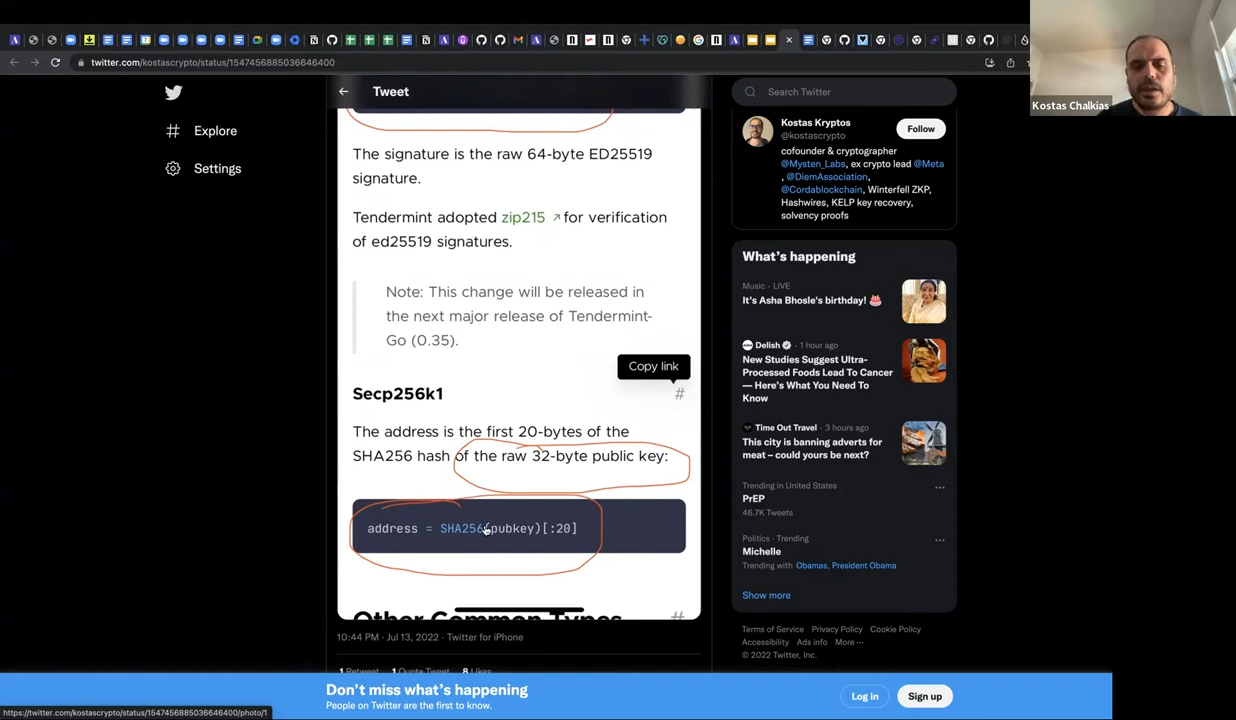 twitter.com/kostascrypto/status/1547456885036646400
Explore
Settings
Tweet
The signature is the raw 64-byte ED25519
signature.
Tendermint adopted zip215 ↗ for verification
of ed25519 signatures.
Note: This change will be released in
the next major release of Tendermint-
Go (0.35).
Copy link
Secp256k1
#
The address is the first 20-bytes of the
SHA256 hash of the raw 32-byte public key:
address = SHA256(pubkey)[:20]
Other Common Types
#
10:44 PM · Jul 13, 2022 · Twitter for iPhone
1 Retweet 1 Quote Tweet 8 Likes
Search Twitter
Kostas Kryptos
@kostascrypto
Follow
cofounder & cryptographer
@Mysten_Labs, ex crypto lead @Meta
, @DiemAssociation,
@Cordablockchain, Winterfell ZKP,
Hashwires, KELP key recovery,
solvency proofs
What's happening
Music · LIVE
It's Asha Bhosle's birthday!
Delish · 1 hour ago
New Studies Suggest Ultra-
Processed Foods Lead To Cancer
— Here's What You Need To
Know
Time Out Travel · 3 hours ago
This city is banning adverts for
meat – could yours be next?
Trending in United States
PrEP
46.7K Tweets
Politics · Trending
Michelle
Trending with Obamas, President Obama
Show more
Terms of Service Privacy Policy Cookie Policy
Accessibility Ads info More ···
© 2022 Twitter, Inc.
Kostas Chalkias
Don't miss what's happening
People on Twitter are the first to know.
Log in
Sign up
https://twitter.com/kostascrypto/status/1547456885036646400/photo/1